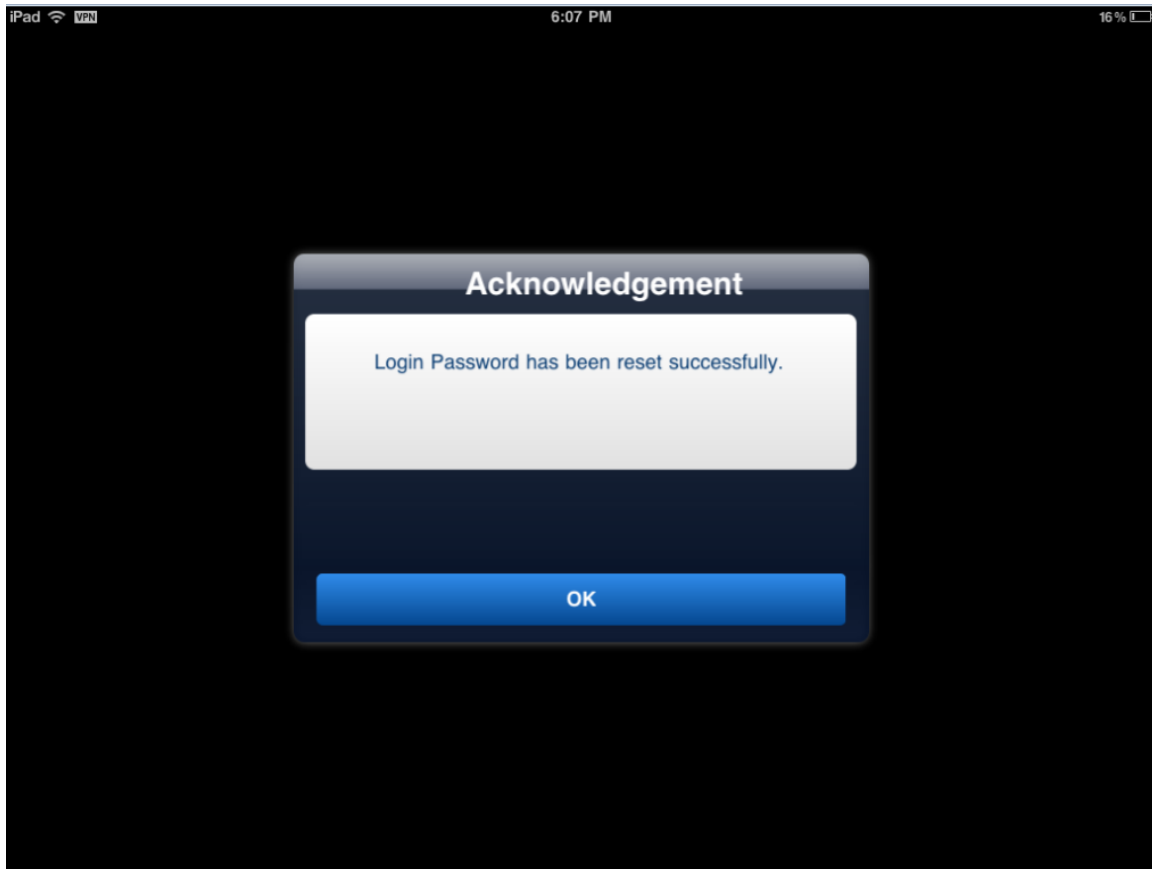 iPad VPN 6:07 PM 16%
Acknowledgement
Login Password has been reset successfully.
OK